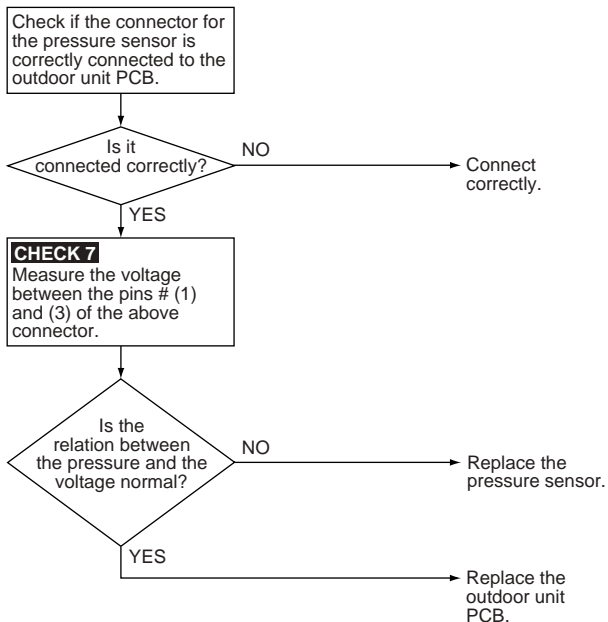 Check if the connector for
the pressure sensor is
correctly connected to the
outdoor unit PCB.
Is it
connected correctly?
NO
Connect
correctly.
YES
CHECK 7
Measure the voltage
between the pins # (1)
and (3) of the above
connector.
Is the
relation between
the pressure and the
voltage normal?
NO
Replace the
pressure sensor.
YES
Replace the
outdoor unit
PCB.